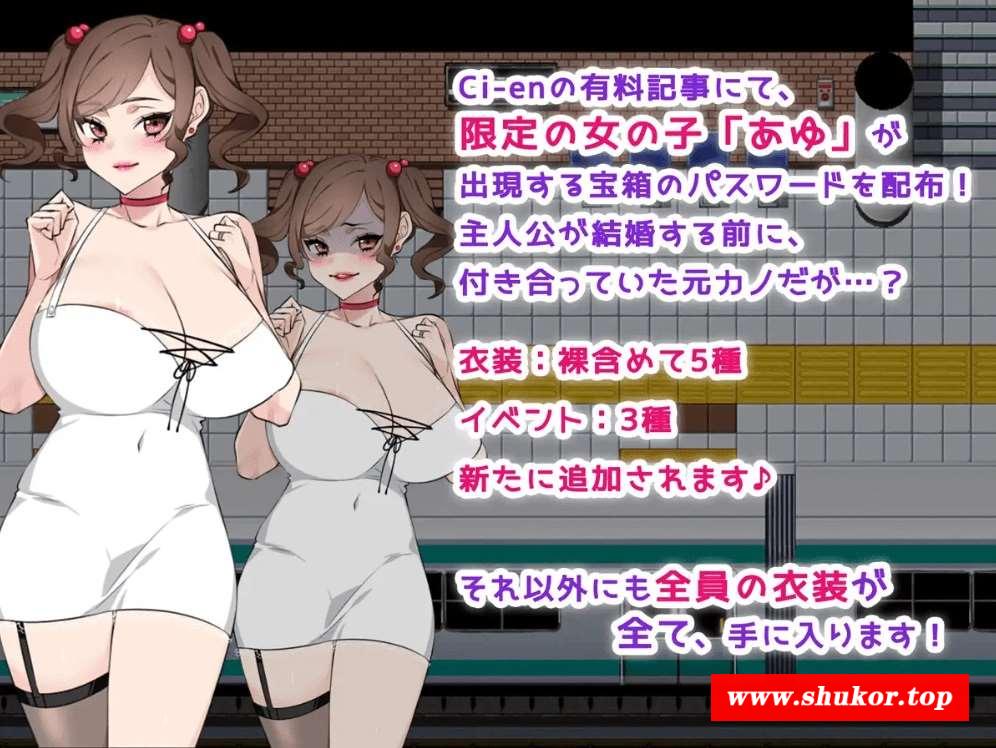 Ci-enの有料記事にて、
限定の女の子「あゆ」が
出現する宝箱のパスワードを配布！
主人公が結婚する前に、
付き合っていた元カノだが…？
衣装：裸含めて5種
イベント：3種
新たに追加されます♪
それ以外にも全員の衣装が
全て、手に入ります！
www.shukor.top